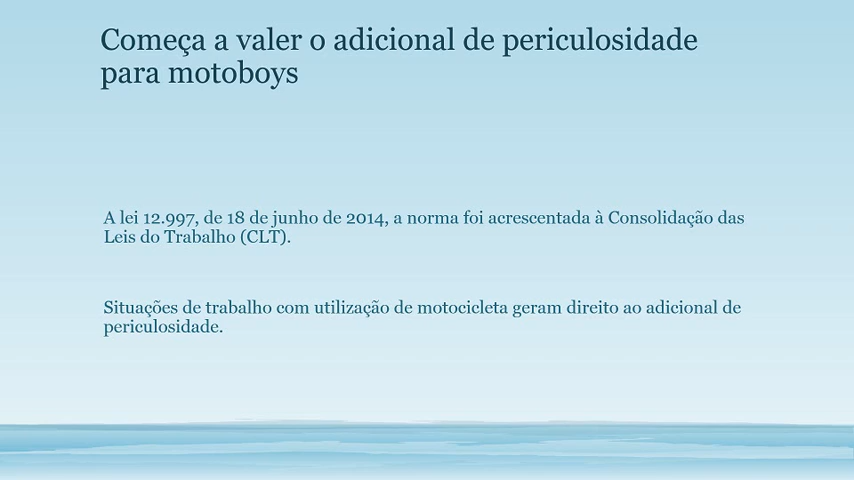 Começa a valer o adicional de periculosidade
para motoboys
A lei 12.997, de 18 de junho de 2014, a norma foi acrescentada à Consolidação das
Leis do Trabalho (CLT).
Situações de trabalho com utilização de motocicleta geram direito ao adicional de
periculosidade.